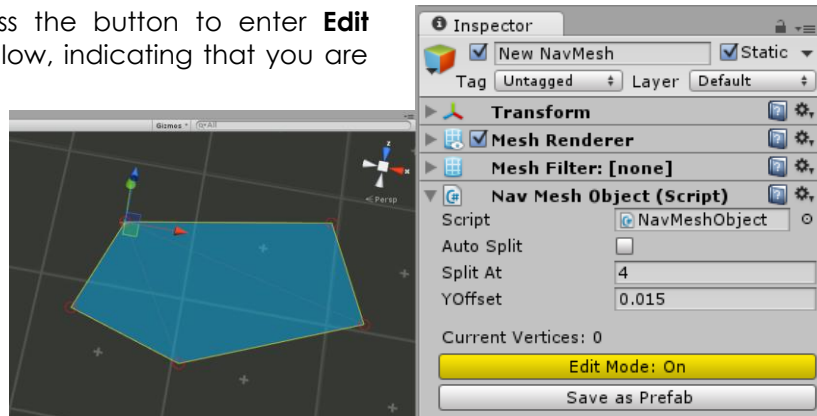 ss the button to enter Edit
low, indicating that you are
Gizmos
All
z
x
Persp
Inspector
New NavMesh
Static
Tag Untagged Layer Default
Transform
Mesh Renderer
Mesh Filter: [none]
Nav Mesh Object (Script)
Script NavMeshObject
Auto Split
Split At 4
YOffset 0.015
Current Vertices: 0
Edit Mode: On
Save as Prefab